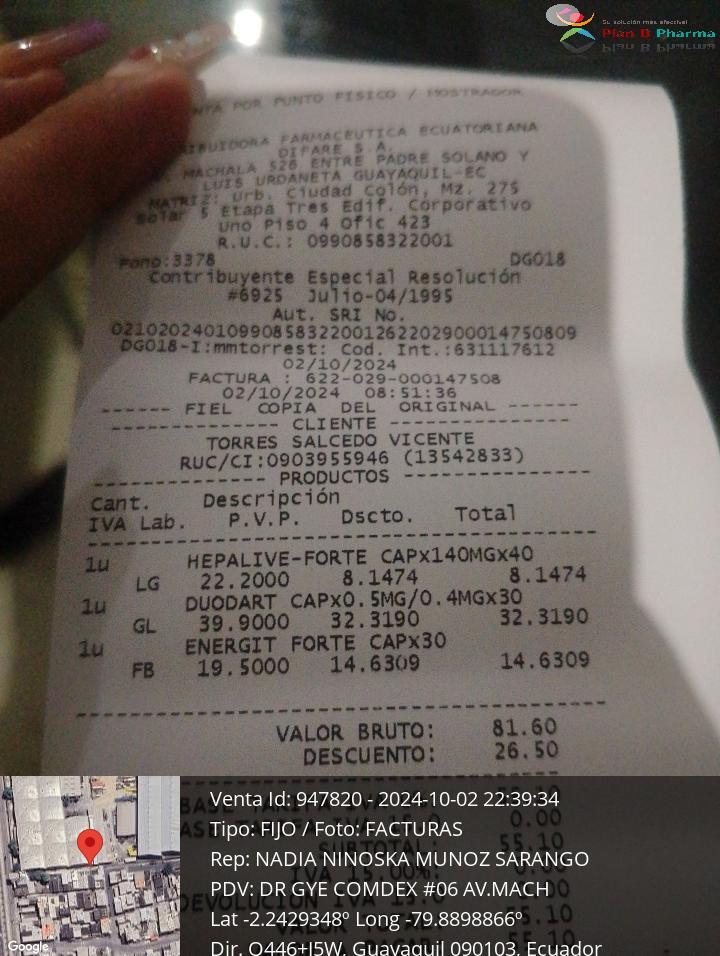 Su solución más efectiva!
Plan B Pharma
VENTA POR PUNTO FISICO / MOSTRADOR
DISTRIBUIDORA FARMACEUTICA ECUATORIANA
DIFARE S.A.
MACHALA 526 ENTRE PADRE SOLANO Y
LUIS URDANETA GUAYAQUIL-EC
MATRIZ: Urb. Ciudad Colón, Mz. 275
Solar 5 Etapa Tres Edif. Corporativo
Uno Piso 4 Ofic 423
R.U.C.: 0990858322001
Fono:3378 DG018
Contribuyente Especial Resolución
#6925 Julio-04/1995
Aut. SRI No.
0210202401099085832200126220290001475080​9
DG018-I:mmtorrest: Cod. Int.:631117612
02/10/2024
FACTURA : 622-029-000147508
02/10/2024 08:51:36
------ FIEL COPIA DEL ORIGINAL ------
-------------- CLIENTE --------------
TORRES SALCEDO VICENTE
RUC/CI:0903955946 (13542833)
------------- PRODUCTOS -------------
Cant. Descripción
IVA Lab. P.V.P. Dscto. Total
1u HEPALIVE-FORTE CAPx140MGx40
LG 22.2000 8.1474 8.1474
1u DUODART CAPx0.5MG/0.4MGx30
GL 39.9000 32.3190 32.3190
1u ENERGIT FORTE CAPx30
FB 19.5000 14.6309 14.6309
VALOR BRUTO: 81.60
DESCUENTO: 26.50
0.00
SUBTOTAL: 55.10
IVA 15.00%:
Venta Id: 947820 - 2024-10-02 22:39:34
Tipo: FIJO / Foto: FACTURAS
Rep: NADIA NINOSKA MUNOZ SARANGO
PDV: DR GYE COMDEX #06 AV.MACH
Lat -2.2429348º Long -79.8898866º
Dir. Q446+J5W, Guayaquil 090103, Ecuador
Google